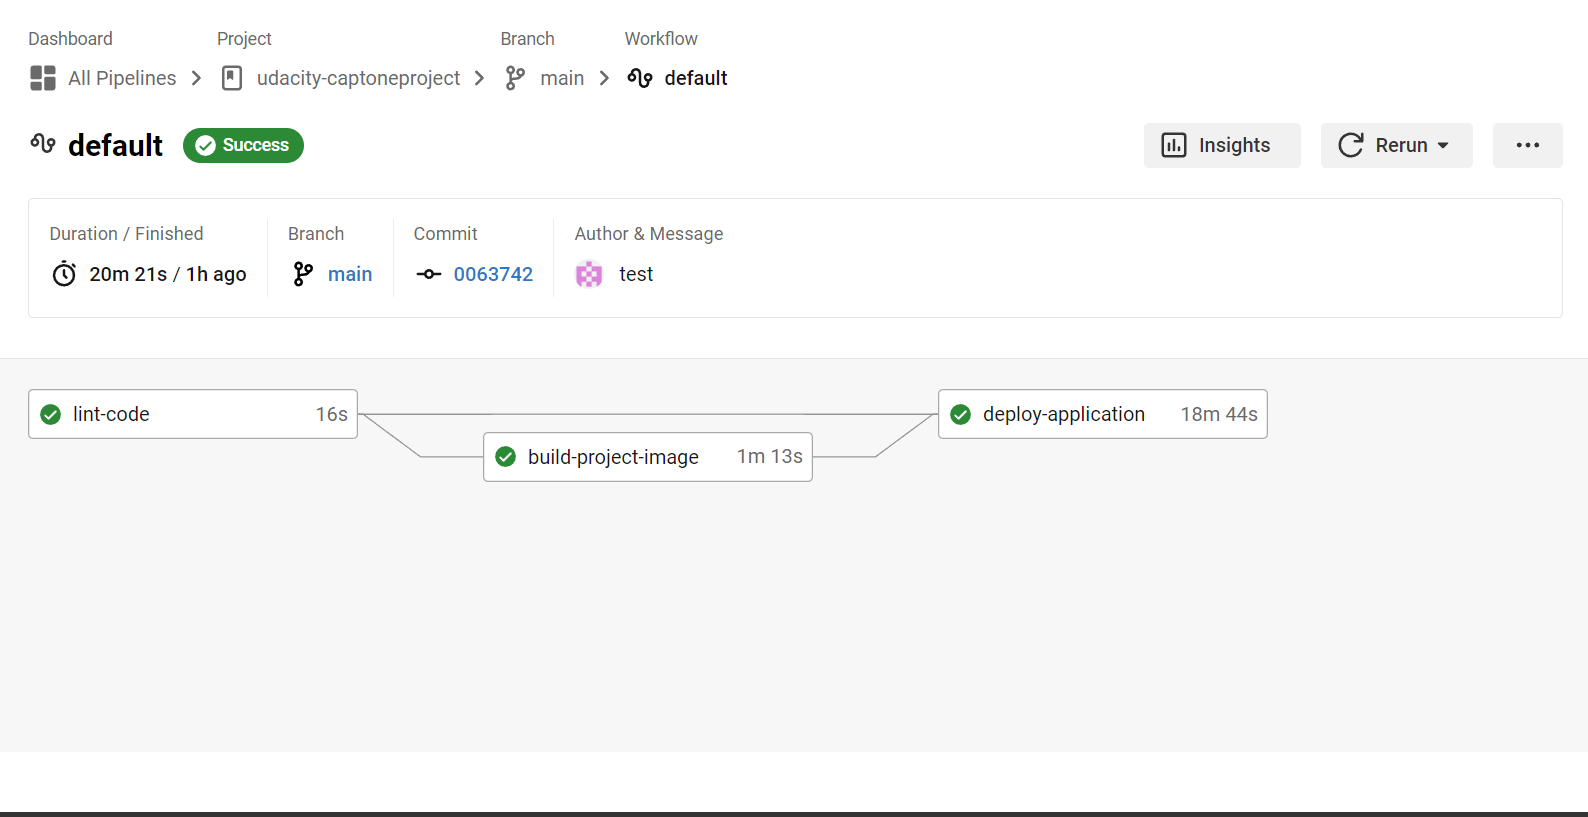 Dashboard Project Branch Workflow
All Pipelines udacity-captoneproject main default
default Success Insights Rerun
Duration / Finished Branch Commit Author & Message
20m 21s / 1h ago main 0063742 test
lint-code 16s deploy-application 18m 44s
build-project-image 1m 13s